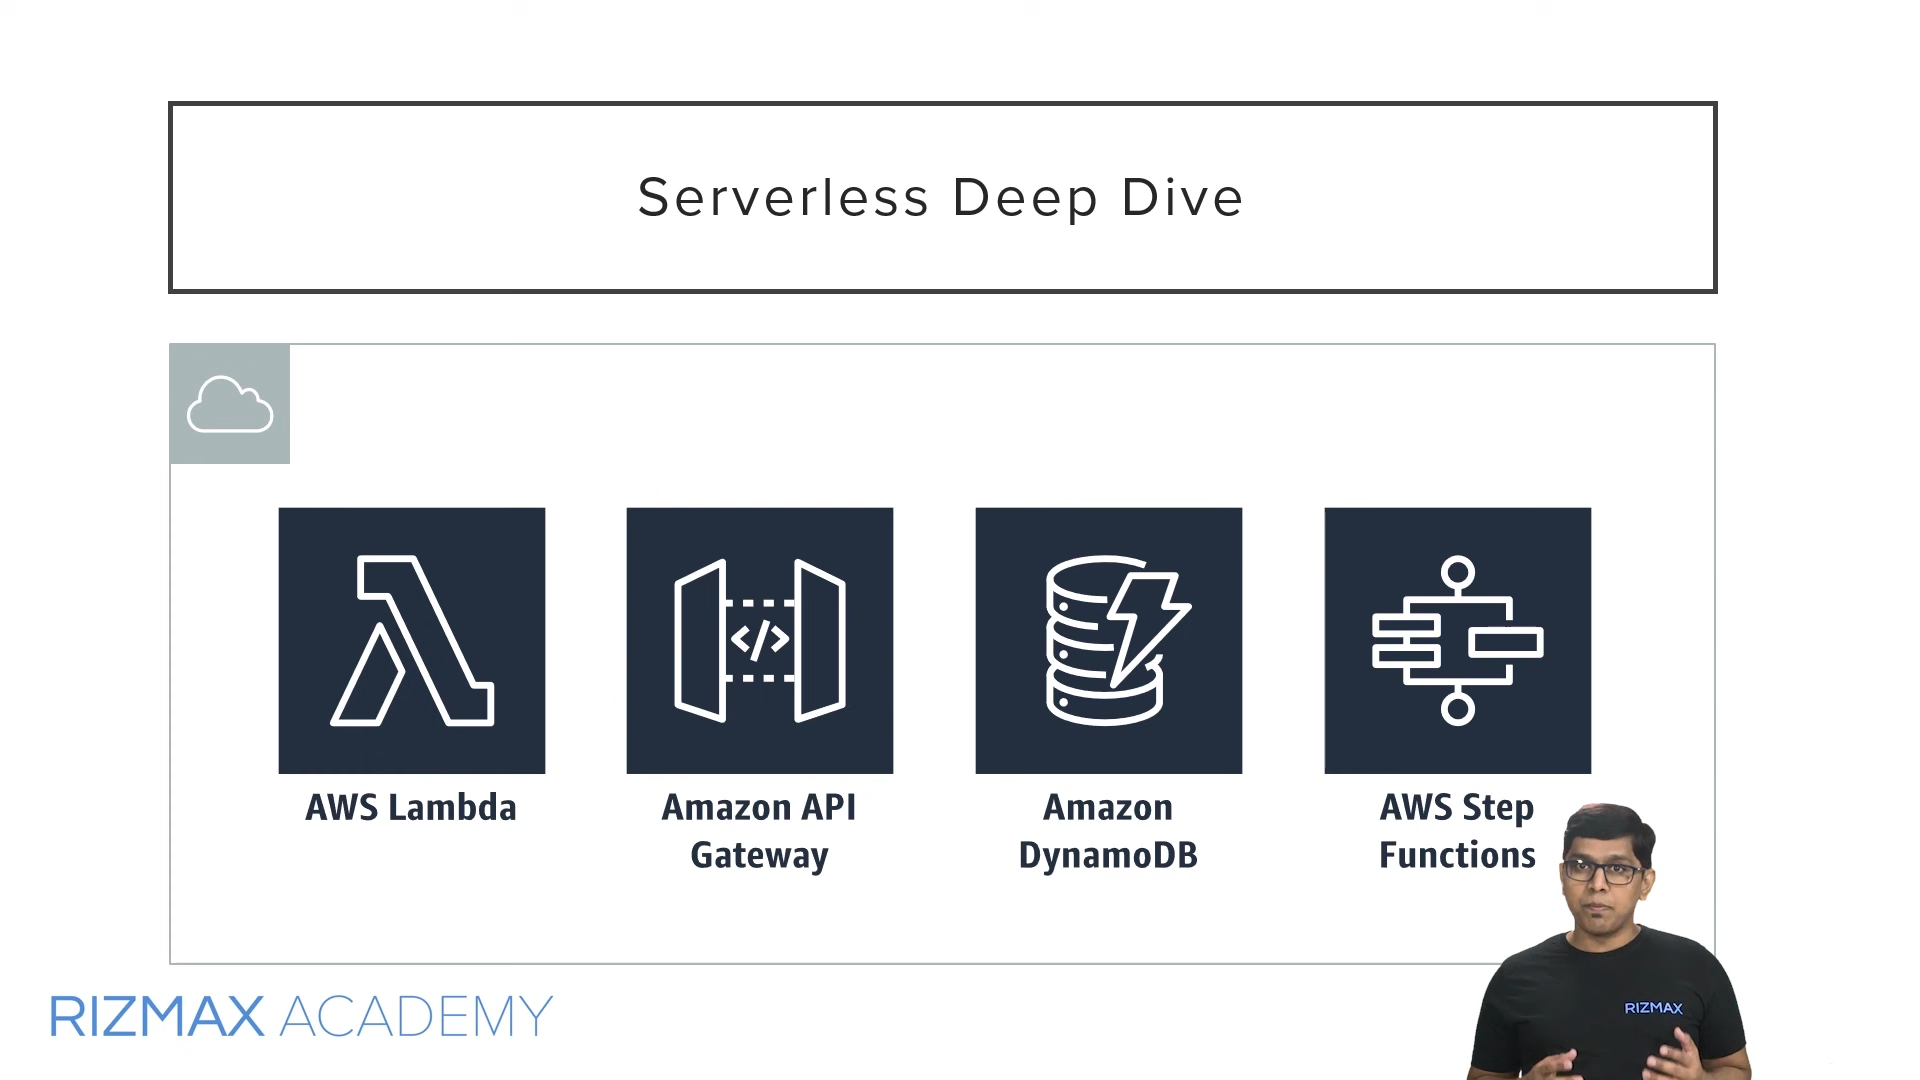 Serverless Deep Dive
</>
AWS Lambda
Amazon API
Gateway
Amazon
DynamoDB
AWS Step
Functions
RIZMAX ACADEMY
RIZMAX